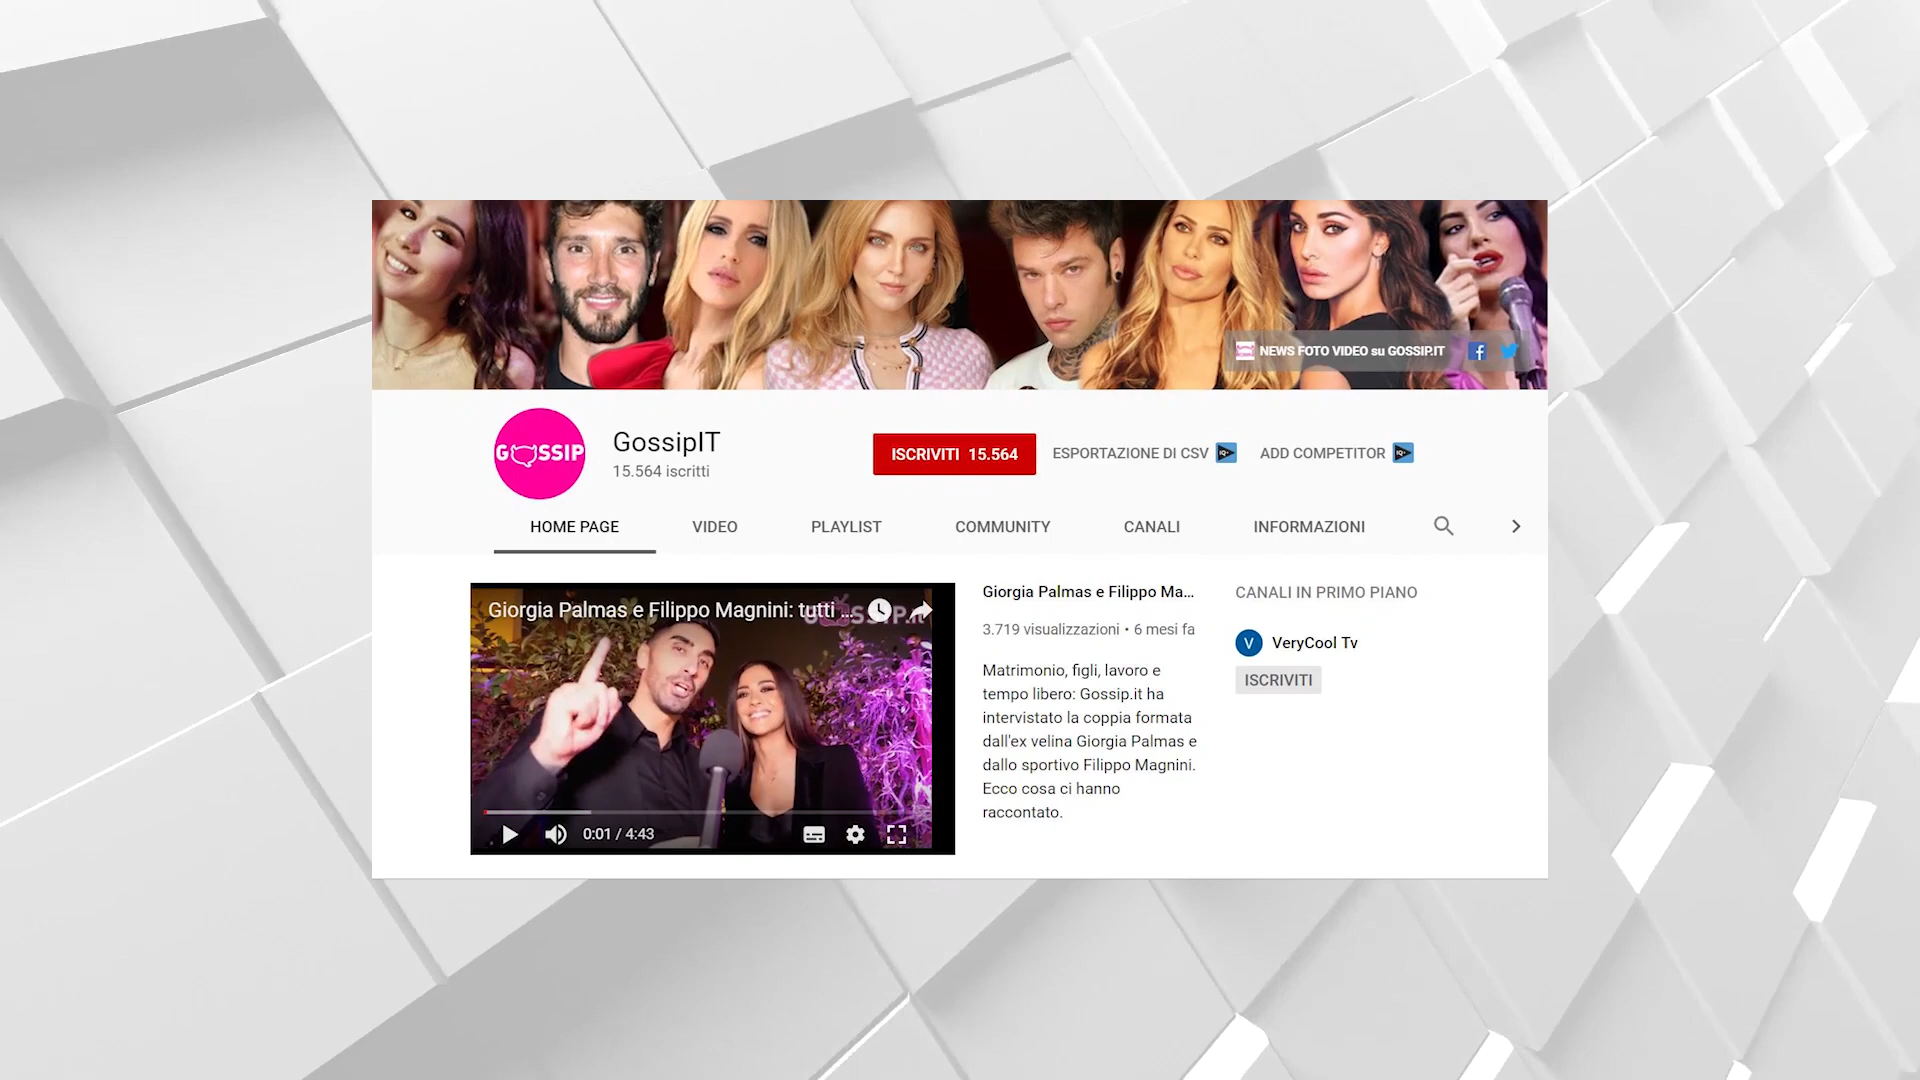 NEWS FOTO VIDEO su GOSSIP.IT
GOSSIP
GossipIT
15.564 iscritti
ISCRIVITI 15.564
ESPORTAZIONE DI CSV IQ+
ADD COMPETITOR IQ+
HOME PAGE
VIDEO
PLAYLIST
COMMUNITY
CANALI
INFORMAZIONI
Giorgia Palmas e Filippo Magnini: tutti ...
GOSSIP.it
0:01 / 4:43
Giorgia Palmas e Filippo Ma...
3.719 visualizzazioni • 6 mesi fa
Matrimonio, figli, lavoro e
tempo libero: Gossip.it ha
intervistato la coppia formata
dall'ex velina Giorgia Palmas e
dallo sportivo Filippo Magnini.
Ecco cosa ci hanno
raccontato.
CANALI IN PRIMO PIANO
V VeryCool Tv
ISCRIVITI